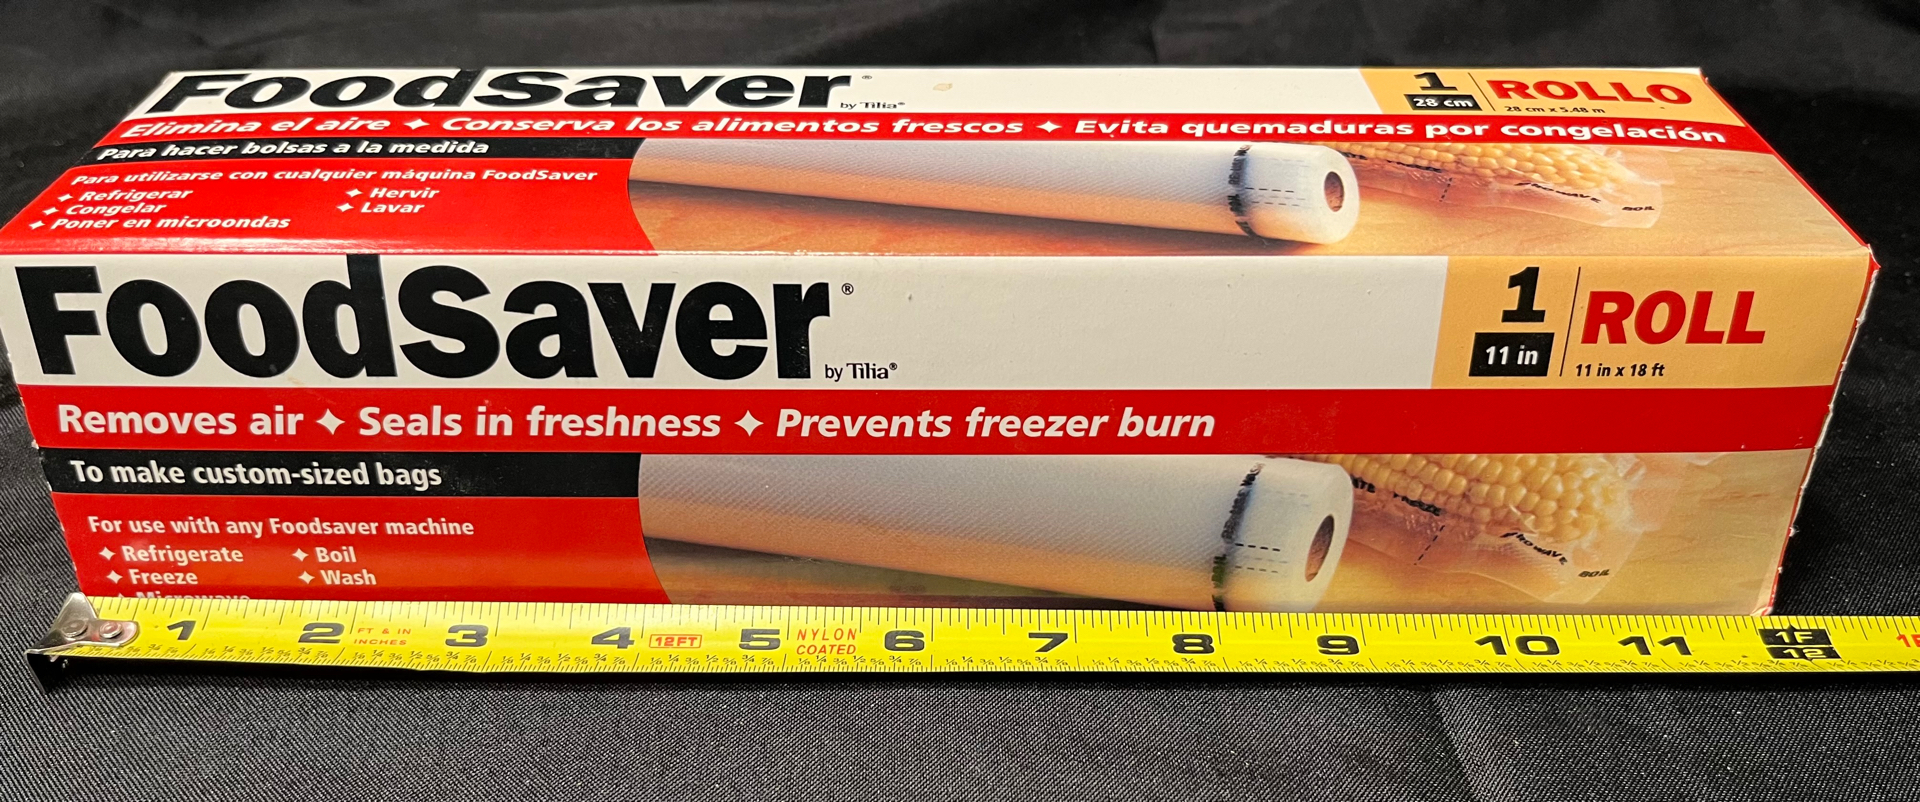 FoodSaver®
by Tilia®
1
28 cm
ROLLO
28 cm x 5,48 m
Elimina el aire ✦ Conserva los alimentos frescos ✦ Evita quemaduras por congelación
Para hacer bolsas a la medida
Para utilizarse con cualquier máquina FoodSaver
✦ Refrigerar ✦ Hervir
✦ Congelar ✦ Lavar
✦ Poner en microondas
BOIL
FoodSaver®
by Tilia®
1
11 in
ROLL
11 in x 18 ft
Removes air ✦ Seals in freshness ✦ Prevents freezer burn
To make custom-sized bags
For use with any Foodsaver machine
✦ Refrigerate ✦ Boil
✦ Freeze ✦ Wash
✦ Microwave
BOIL
1 2 FT & IN INCHES 3 4 12FT 5 NYLON COATED 6 7 8 9 10 11 1F 12